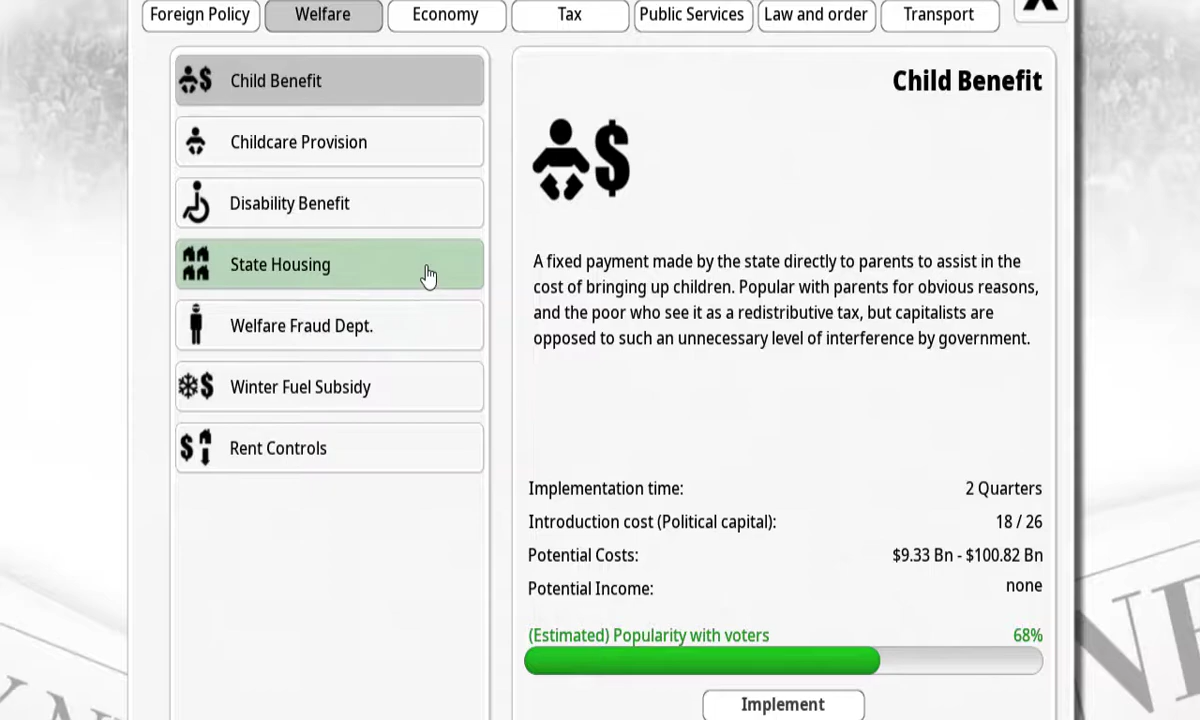 Foreign Policy
Welfare
Economy
Tax
Public Services
Law and order
Transport
X
Child Benefit
Childcare Provision
Disability Benefit
State Housing
Welfare Fraud Dept.
Winter Fuel Subsidy
Rent Controls
Child Benefit
A fixed payment made by the state directly to parents to assist in the
cost of bringing up children. Popular with parents for obvious reasons,
and the poor who see it as a redistributive tax, but capitalists are
opposed to such an unnecessary level of interference by government.
Implementation time: 2 Quarters
Introduction cost (Political capital): 18 / 26
Potential Costs: $9.33 Bn - $100.82 Bn
Potential Income: none
(Estimated) Popularity with voters 68%
Implement